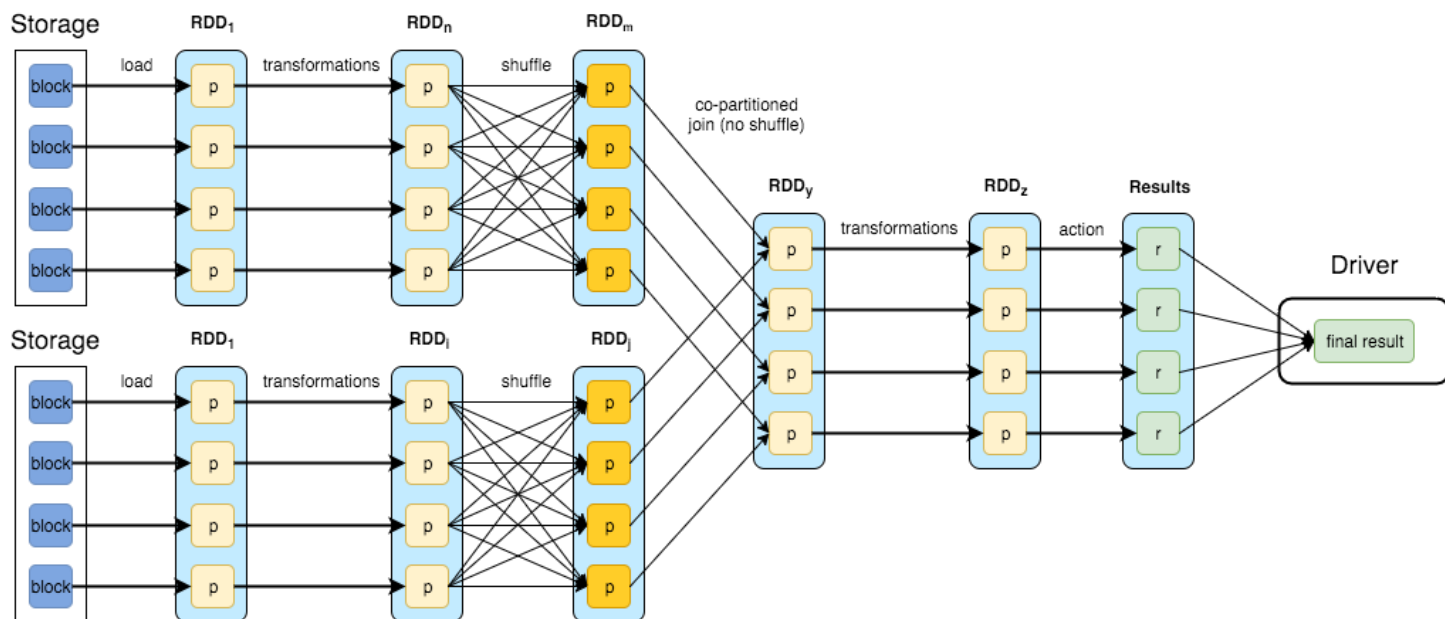 Storage
RDD₁
RDDₙ
RDDₘ
load
transformations
shuffle
block
p
p
p
block
p
p
p
block
p
p
p
block
p
p
p
co-partitioned
join (no shuffle)
Storage
RDD₁
RDDᵢ
RDDⱼ
load
transformations
shuffle
block
p
p
p
block
p
p
p
block
p
p
p
block
p
p
p
RDDy
RDDz
Results
transformations
action
p
p
r
p
p
r
p
p
r
p
p
r
Driver
final result